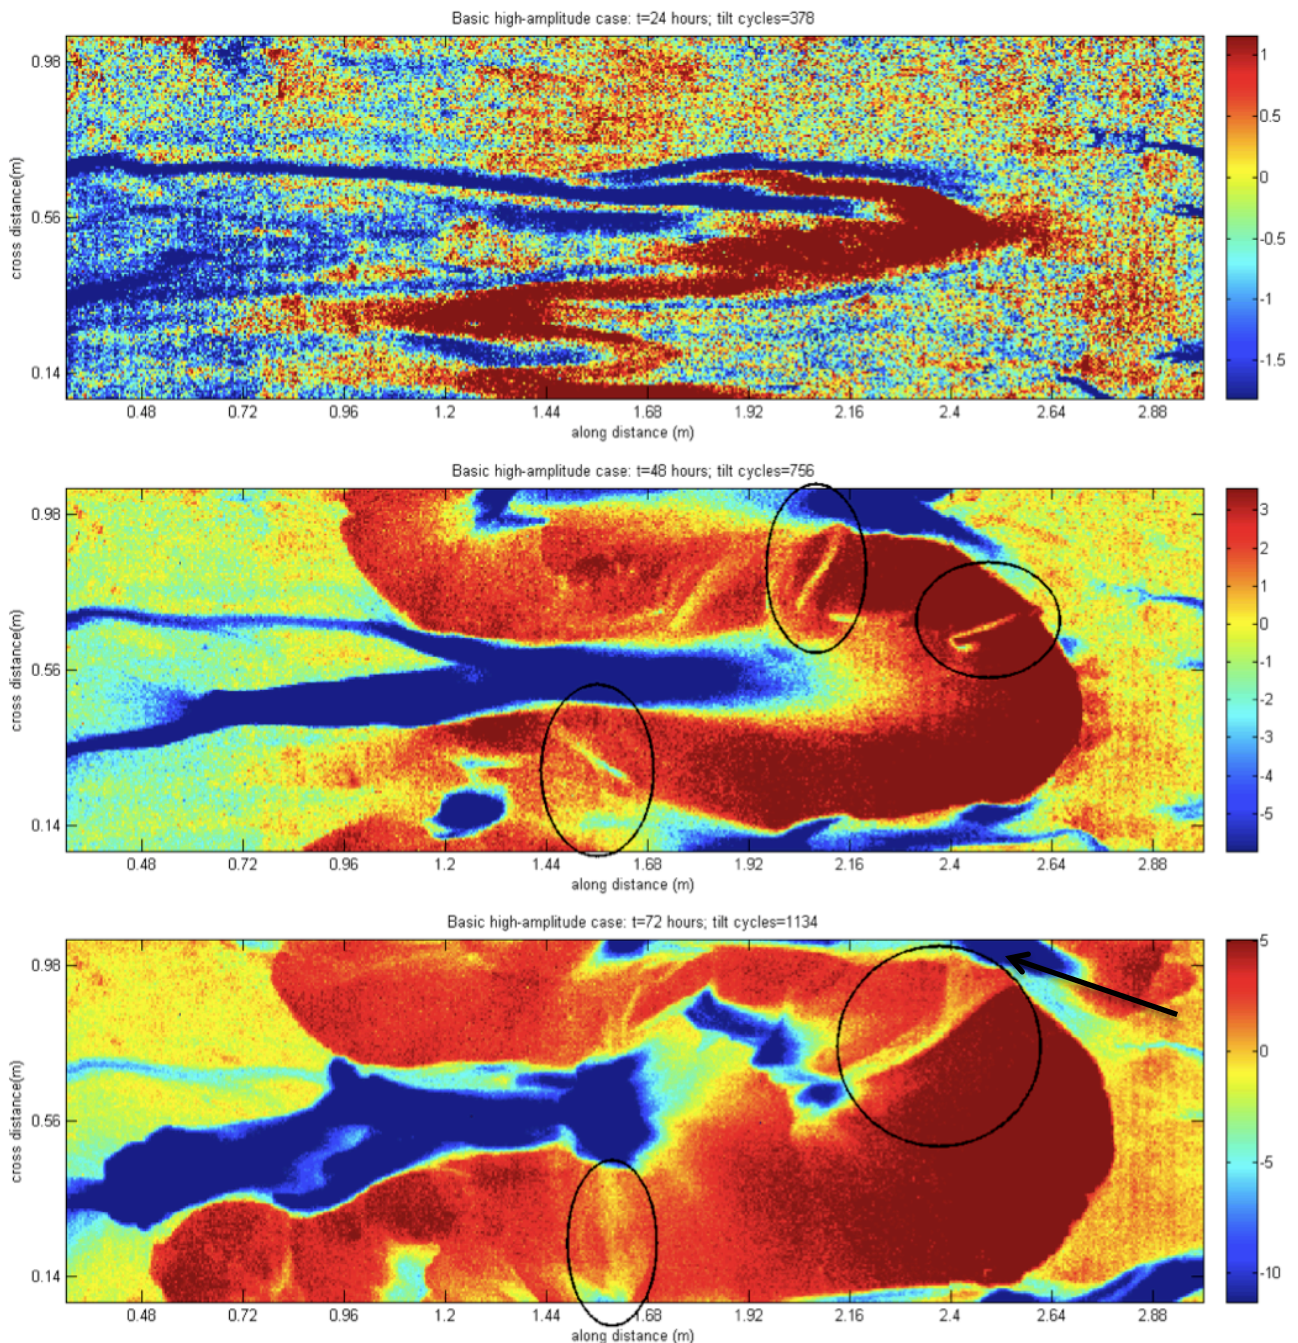 Basic high-amplitude case: t=24 hours; tilt cycles=378
0.98
0.56
0.14
cross distance(m)
0.48 0.72 0.96 1.2 1.44 1.68 1.92 2.16 2.4 2.64 2.88
along distance (m)
1
0.5
0
-0.5
-1
-1.5
Basic high-amplitude case: t=48 hours; tilt cycles=756
0.98
0.56
0.14
cross distance(m)
0.48 0.72 0.96 1.2 1.44 1.68 1.92 2.16 2.4 2.64 2.88
along distance (m)
3
2
1
0
-1
-2
-3
-4
-5
Basic high-amplitude case: t=72 hours; tilt cycles=1134
0.98
0.56
0.14
cross distance(m)
0.48 0.72 0.96 1.2 1.44 1.68 1.92 2.16 2.4 2.64 2.88
along distance (m)
5
0
-5
-10